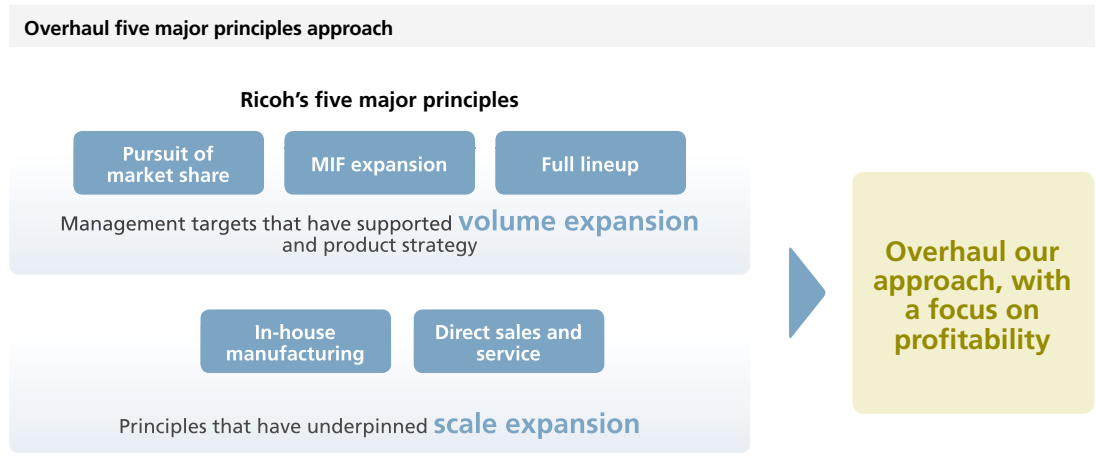 Overhaul five major principles approach
Ricoh’s five major principles
Pursuit of
market share
MIF expansion
Full lineup
Management targets that have supported volume expansion
and product strategy
In-house
manufacturing
Direct sales and
service
Principles that have underpinned scale expansion
Overhaul our
approach, with
a focus on
profitability